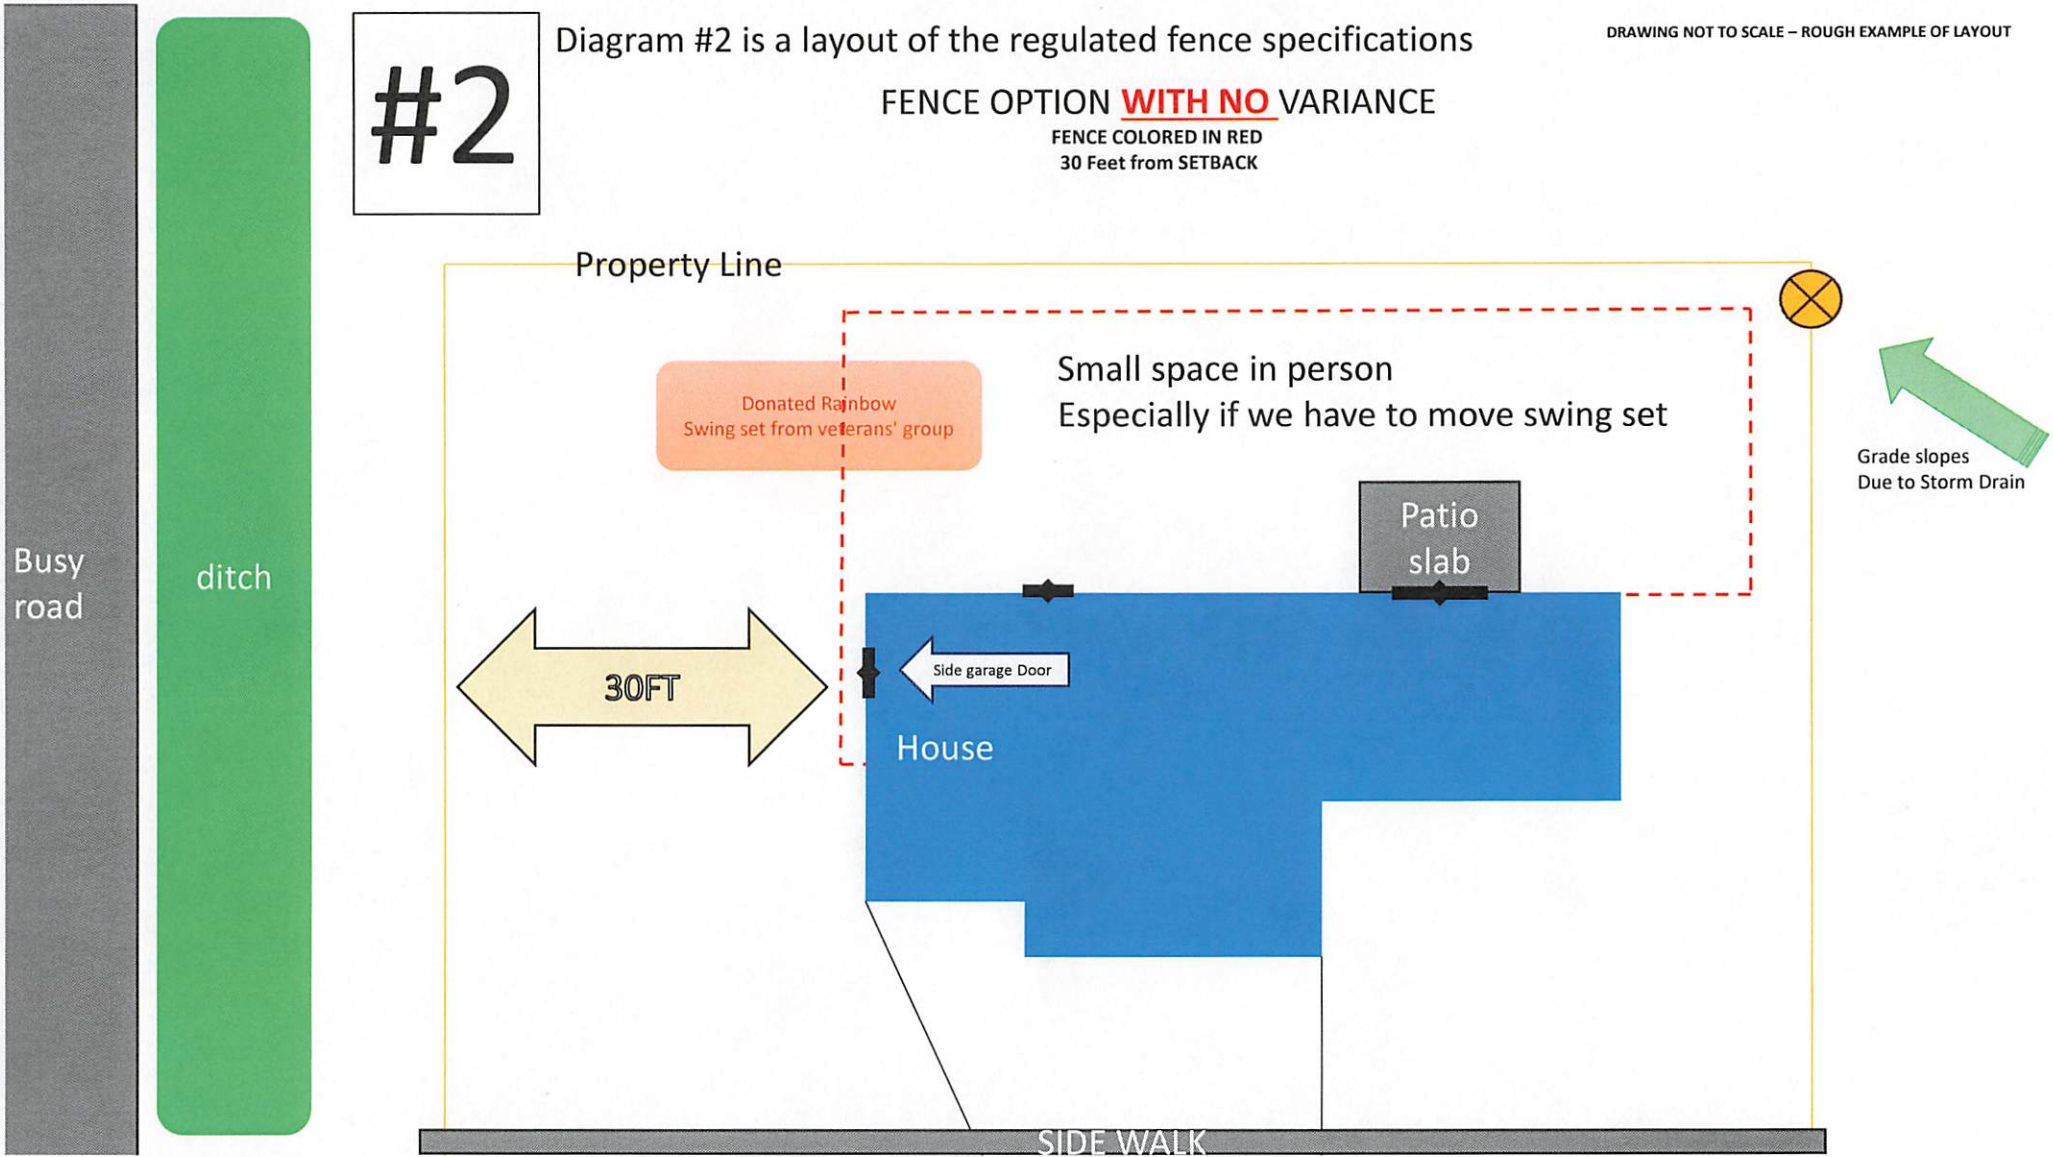 #2
Diagram #2 is a layout of the regulated fence specifications
DRAWING NOT TO SCALE – ROUGH EXAMPLE OF LAYOUT
FENCE OPTION WITH NO VARIANCE
FENCE COLORED IN RED
30 Feet from SETBACK
Property Line
Small space in person
Especially if we have to move swing set
Donated Rainbow
Swing set from veterans' group
Grade slopes
Due to Storm Drain
Patio
slab
Busy
road
ditch
30FT
Side garage Door
House
SIDE WALK